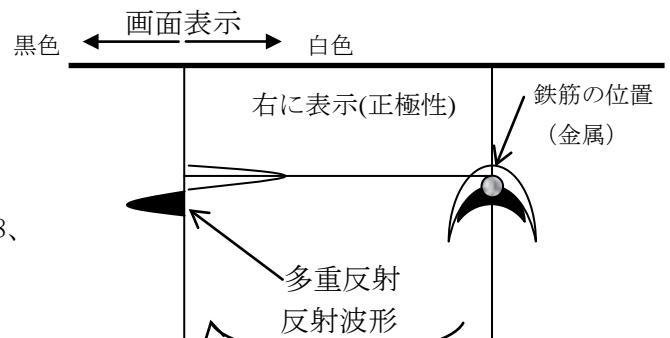 画面表示
黒色
白色
右に表示(正極性)
鉄筋の位置
（金属）
3、
多重反射
反射波形